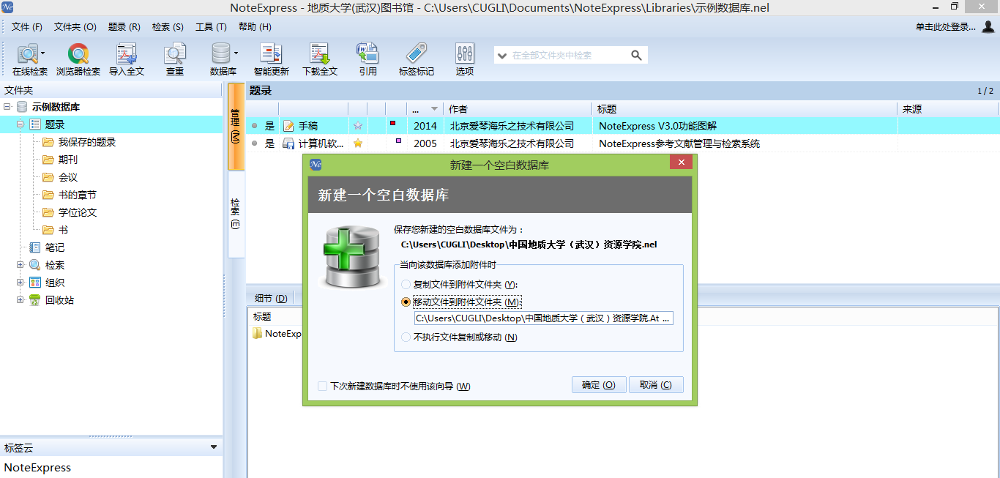 NoteExpress - 地质大学(武汉)图书馆 - C:\Users\CUGLI\Documents\NoteExpress\Libraries\示例数据库.nel
文件 (F) 文件夹 (O) 题录 (R) 检索 (S) 工具 (T) 帮助 (H) 单击此处登录...
在线检索 浏览器检索 导入全文 查重 数据库 智能更新 下载全文 引用 标签标记 选项 在全部文件夹中检索
文件夹
示例数据库
题录
我保存的题录
期刊
会议
书的章节
学位论文
书
笔记
检索
组织
回收站
标签云
NoteExpress
管理 (M)
检索 (E)
题录 1 / 2
... 作者 标题 来源
是 手稿 2014 北京爱琴海乐之技术有限公司 NoteExpress V3.0功能图解
是 计算机软... 2005 北京爱琴海乐之技术有限公司 NoteExpress参考文献管理与检索系统
细节 (D)
标题
NoteExp
新建一个空白数据库
新建一个空白数据库
保存您新建的空白数据库文件为：
C:\Users\CUGLI\Desktop\中国地质大学（武汉）资源学院.nel
当向该数据库添加附件时
复制文件到附件文件夹 (Y):
移动文件到附件文件夹 (M):
C:\Users\CUGLI\Desktop\中国地质大学（武汉）资源学院.At ...
不执行文件复制或移动 (N)
下次新建数据库时不使用该向导 (W) 确定 (O) 取消 (C)